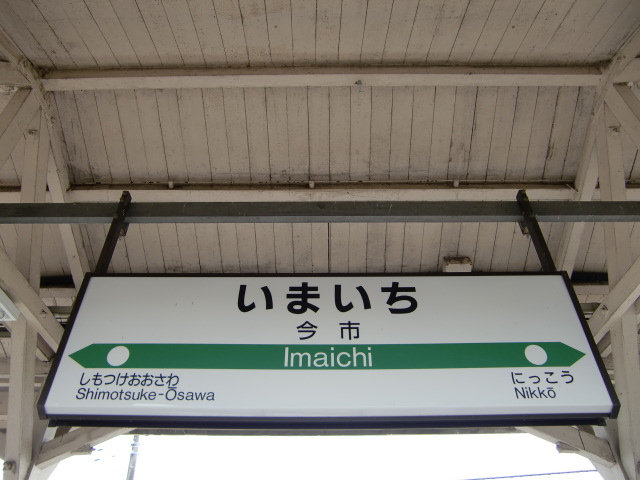 いまいち
今市
Imaichi
しもつけおおさわ
Shimotsuke-Ōsawa
にっこう
Nikkō